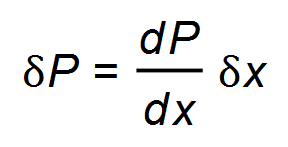 δP = dP/dx δx